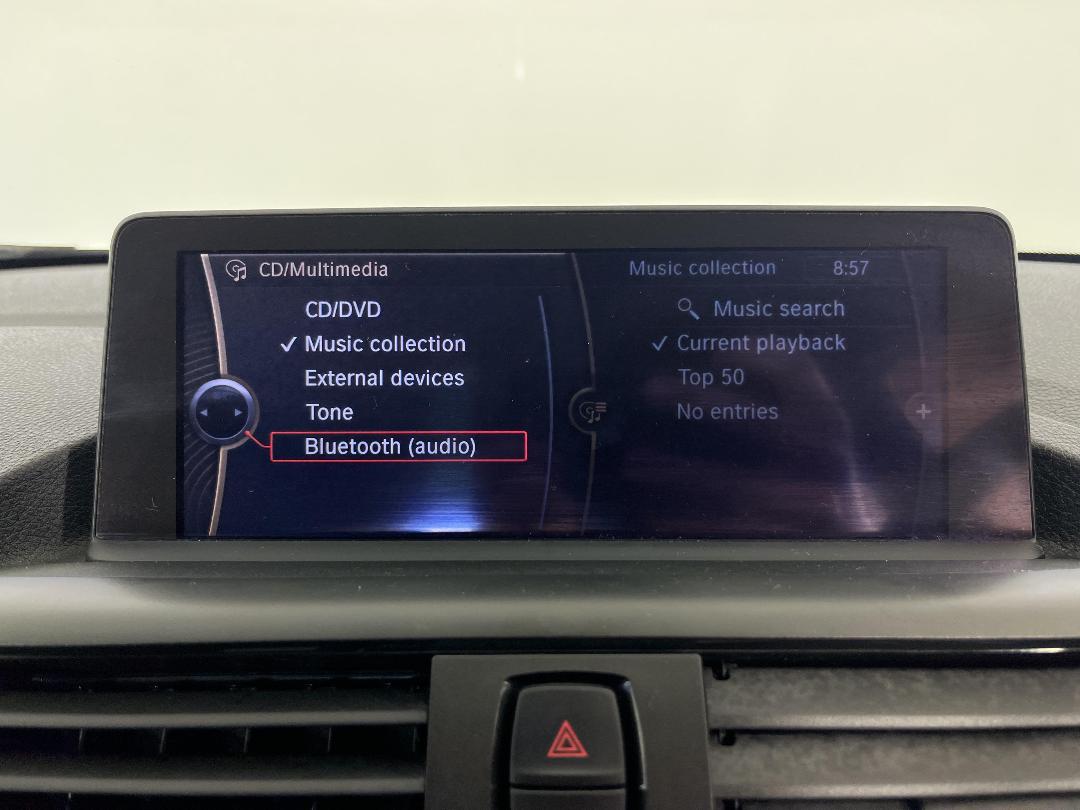 CD/Multimedia
CD/DVD
✓ Music collection
External devices
Tone
Bluetooth (audio)
Music collection 8:57
Music search
✓ Current playback
Top 50
No entries